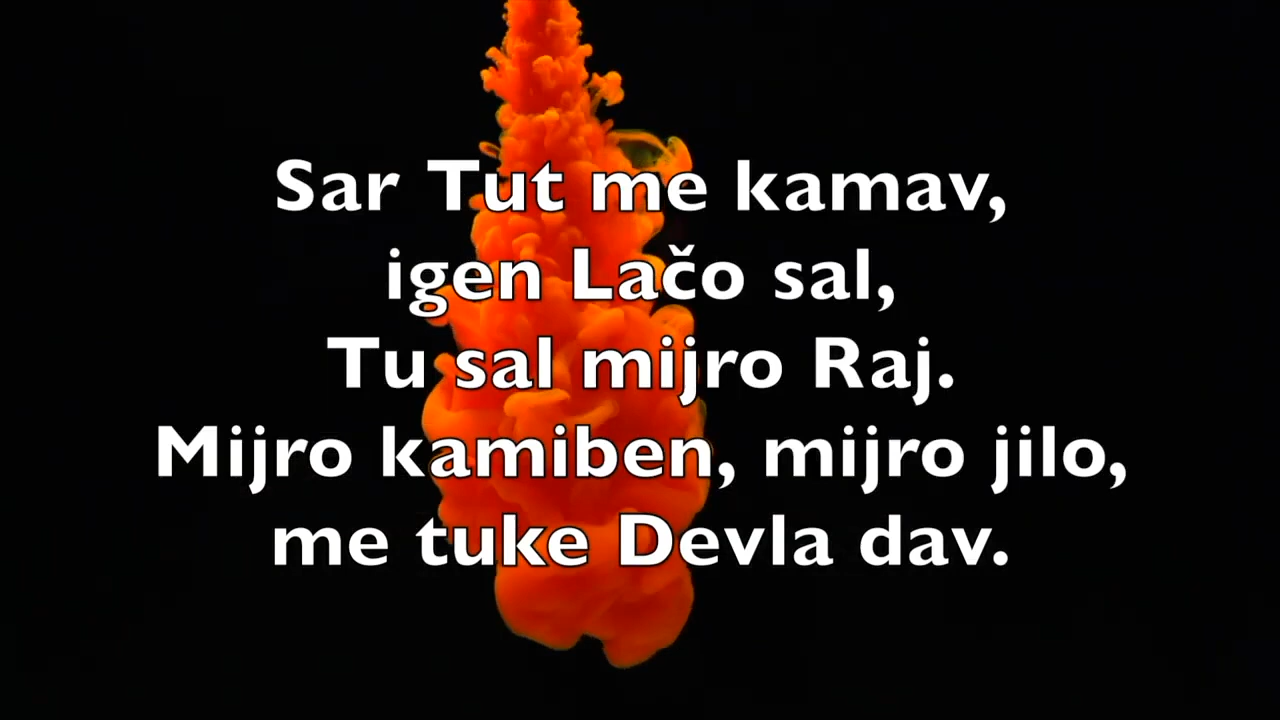 Sar Tut me kamav,
igen Lačo sal,
Tu sal mijro Raj.
Mijro kamiben, mijro jilo,
me tuke Devla dav.